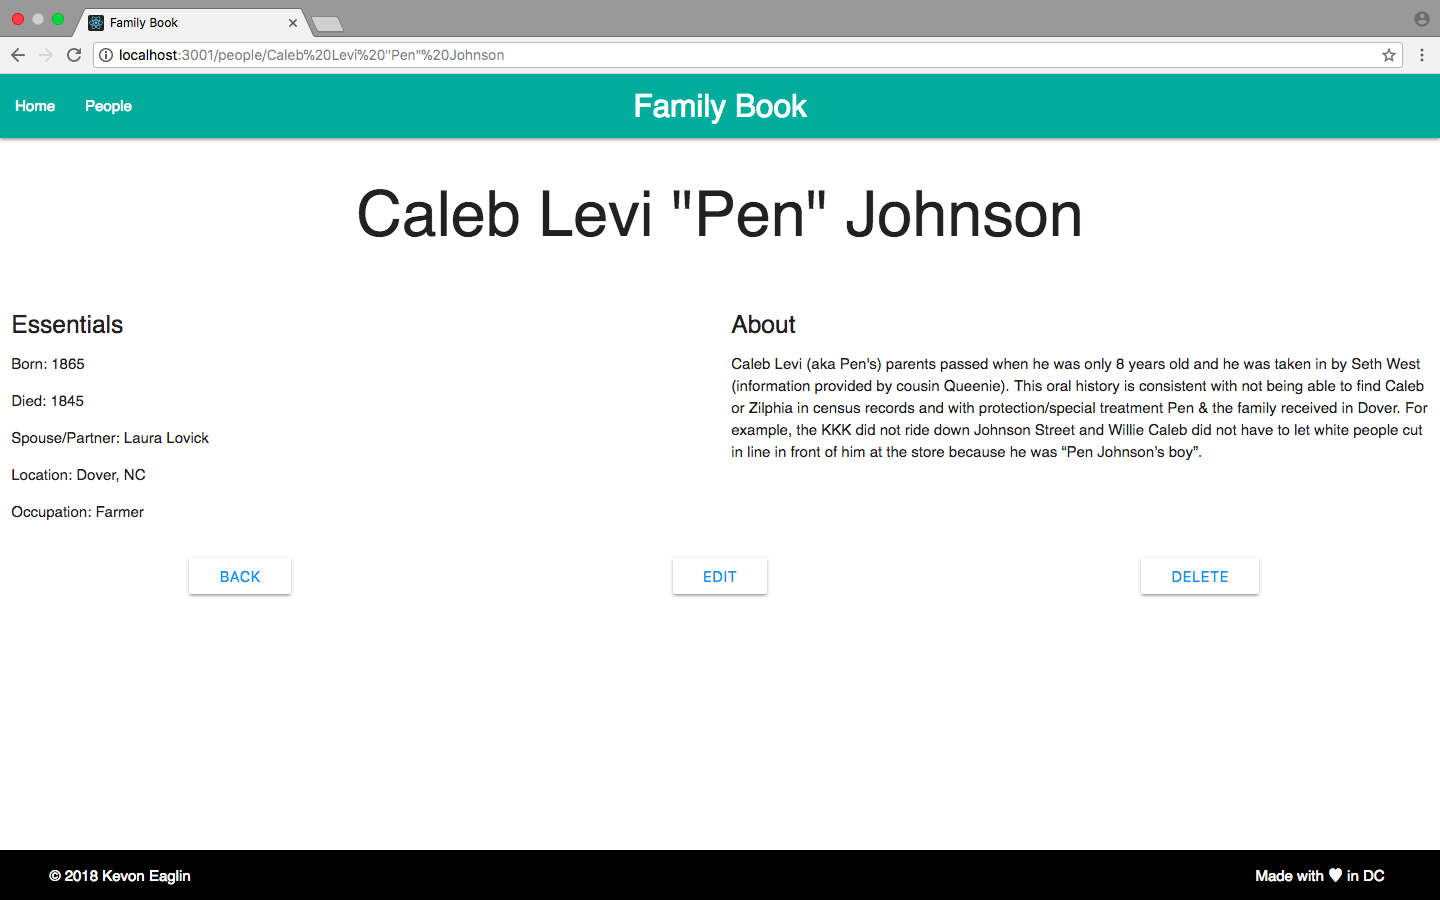 Family Book
localhost:3001/people/Caleb%20Levi%20"Pen"%20Johnson
Home People Family Book
Caleb Levi "Pen" Johnson
Essentials
Born: 1865
Died: 1845
Spouse/Partner: Laura Lovick
Location: Dover, NC
Occupation: Farmer
About
Caleb Levi (aka Pen's) parents passed when he was only 8 years old and he was taken in by Seth West
(information provided by cousin Queenie). This oral history is consistent with not being able to find Caleb
or Zilphia in census records and with protection/special treatment Pen & the family received in Dover. For
example, the KKK did not ride down Johnson Street and Willie Caleb did not have to let white people cut
in line in front of him at the store because he was “Pen Johnson’s boy”.
BACK EDIT DELETE
© 2018 Kevon Eaglin Made with ♥ in DC